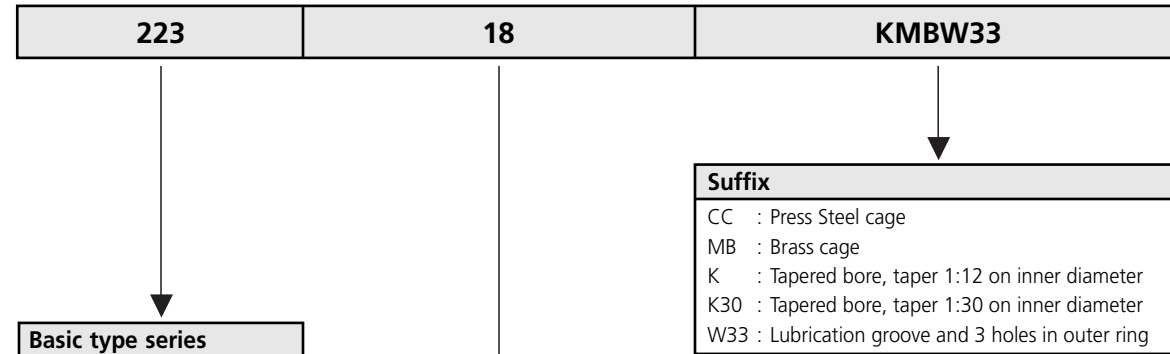 223 18 KMBW33
Suffix
CC : Press Steel cage
MB : Brass cage
K : Tapered bore, taper 1:12 on inner diameter
K30 : Tapered bore, taper 1:30 on inner diameter
W33 : Lubrication groove and 3 holes in outer ring
Basic type series